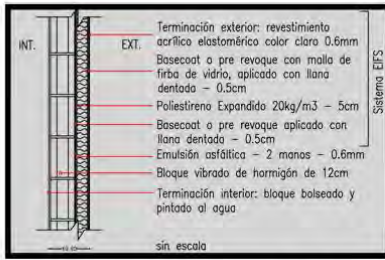 INT.
EXT.
Terminación exterior: revestimiento
acrílico elastomérico color claro 0.6mm
Basecoat o pre revoque con malla de
firba de vidrio, aplicado con llana
dentada - 0.5cm
Poliestireno Expandido 20kg/m3 - 5cm
Basecoat o pre revoque aplicado con
llana dentada - 0.5cm
Emulsión asfáltica - 2 manos - 0.6mm
Bloque vibrado de hormigón de 12cm
Terminación interior: bloque bolseado y
pintado al agua
sin escala
Sistema EIFS